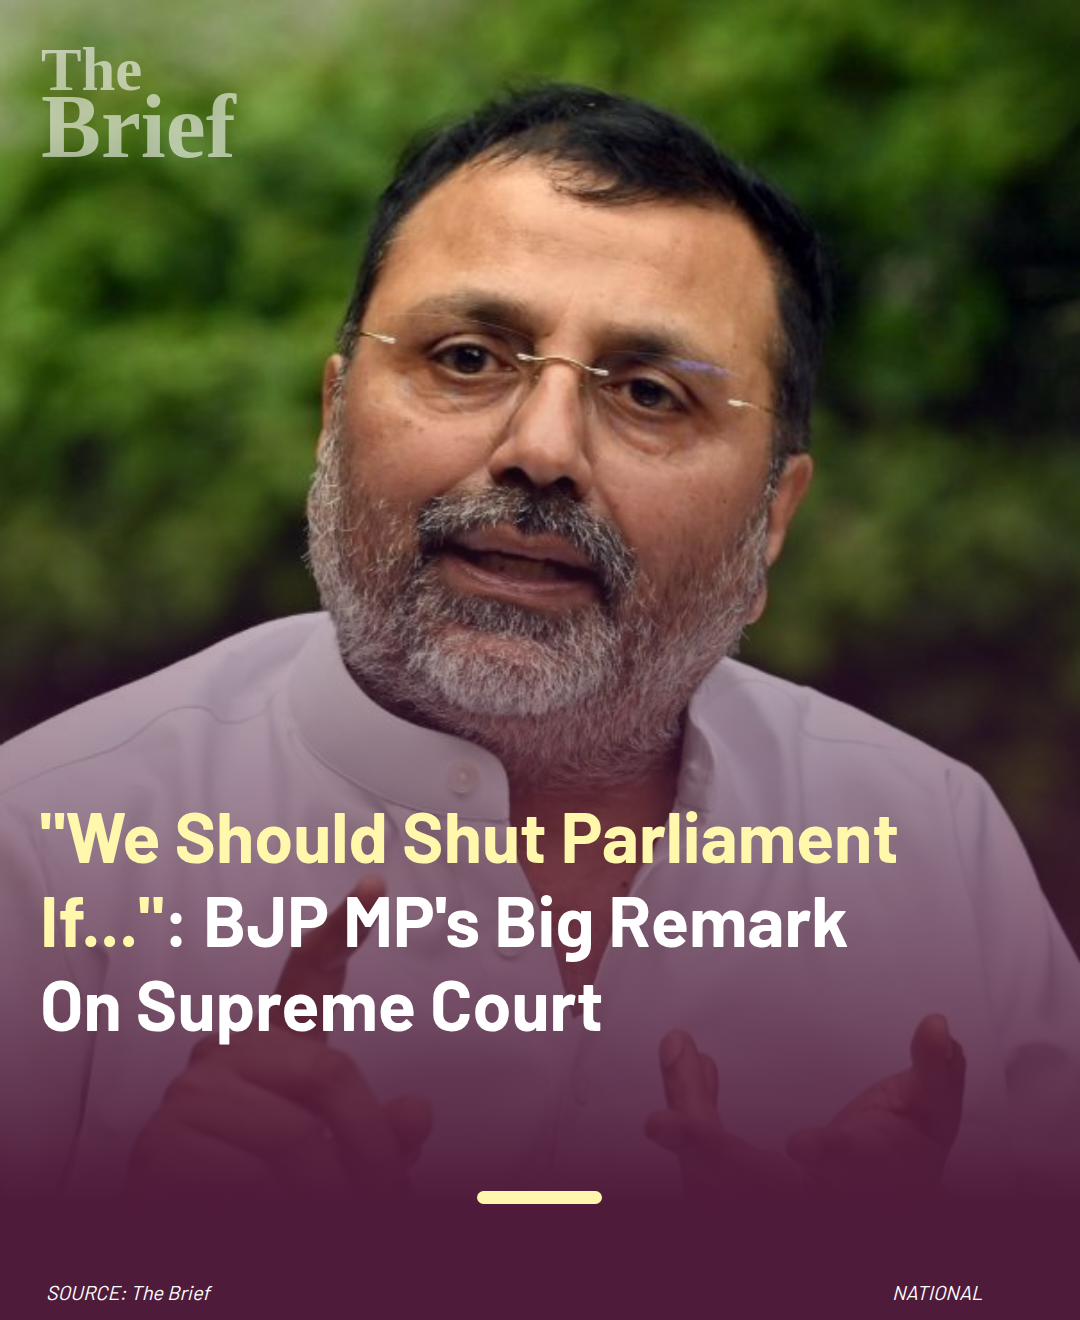 The
Brief
"We Should Shut Parliament
If...": BJP MP's Big Remark
On Supreme Court
SOURCE: The Brief
NATIONAL